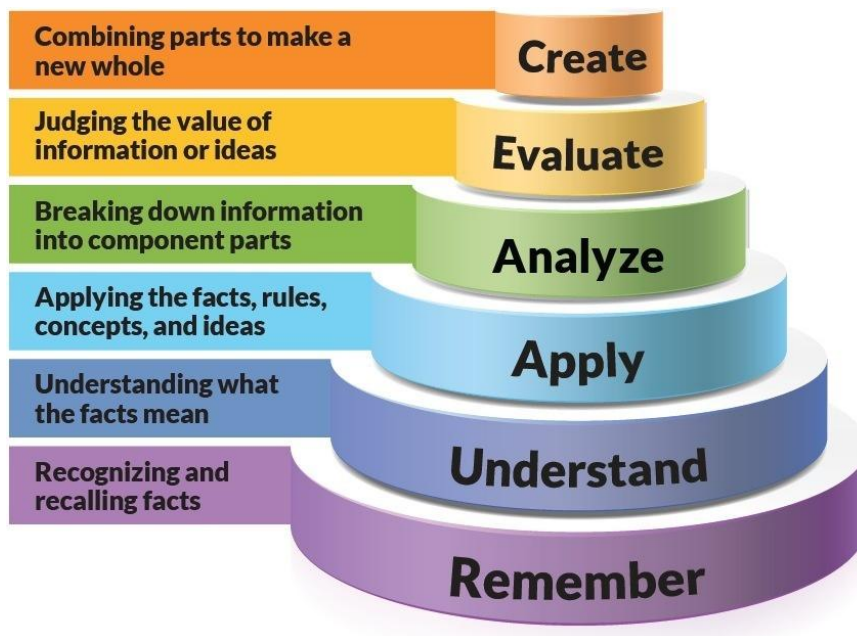 Combining parts to make a
new whole
Create
Judging the value of
information or ideas
Evaluate
Breaking down information
into component parts
Analyze
Applying the facts, rules,
concepts, and ideas
Apply
Understanding what
the facts mean
Understand
Recognizing and
recalling facts
Remember